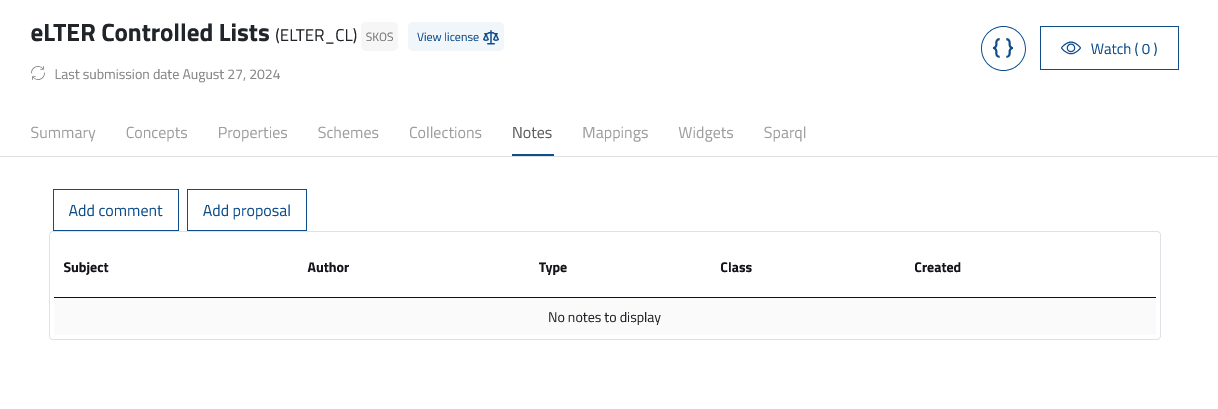 eLTER Controlled Lists (ELTER_CL) SKOS View license
{} Watch ( 0 )
Last submission date August 27, 2024
Summary Concepts Properties Schemes Collections Notes Mappings Widgets Sparql
Add comment Add proposal
Subject Author Type Class Created
No notes to display